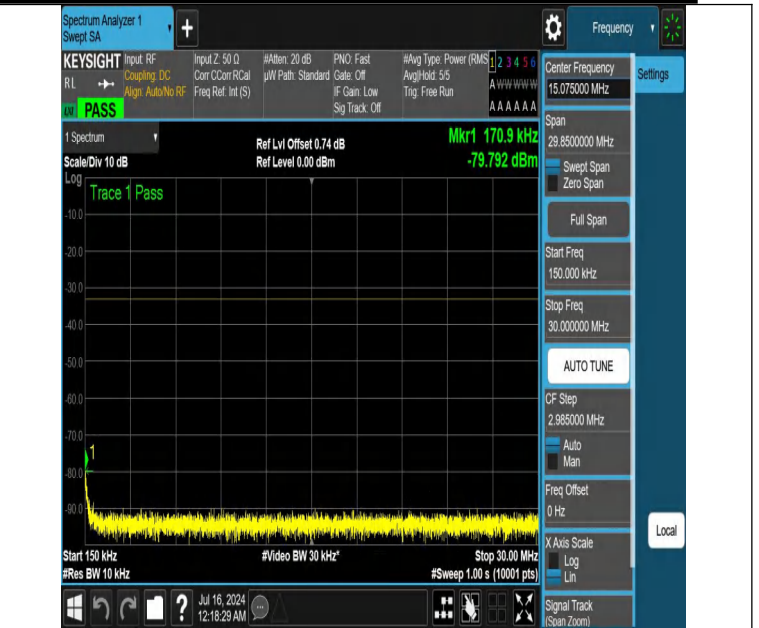 Spectrum Analyzer 1
Swept SA
+
Frequency
KEYSIGHT
RL
PASS
Input: RF
Coupling: DC
Align: Auto/No RF
Input Z: 50 Ω
Corr CCorr RCal
Freq Ref: Int (S)
#Atten: 20 dB
µW Path: Standard
PNO: Fast
Gate: Off
IF Gain: Low
Sig Track: Off
#Avg Type: Power (RMS
Avg|Hold: 5/5
Trig: Free Run
1 2 3 4 5 6
A W W W W W
A A A A A A
1 Spectrum
Scale/Div 10 dB
Log
Ref Lvl Offset 0.74 dB
Ref Level 0.00 dBm
Mkr1 170.9 kHz
-79.792 dBm
Trace 1 Pass
-10.0
-20.0
-30.0
-40.0
-50.0
-60.0
-70.0
-80.0
-90.0
1
Start 150 kHz
#Res BW 10 kHz
#Video BW 30 kHz*
Stop 30.00 MHz
#Sweep 1.00 s (10001 pts)
Center Frequency
15.075000 MHz
Settings
Span
29.8500000 MHz
Swept Span
Zero Span
Full Span
Start Freq
150.000 kHz
Stop Freq
30.000000 MHz
AUTO TUNE
CF Step
2.985000 MHz
Auto
Man
Freq Offset
0 Hz
X Axis Scale
Log
Lin
Local
Signal Track
(Span Zoom)
?
Jul 16, 2024
12:18:29 AM